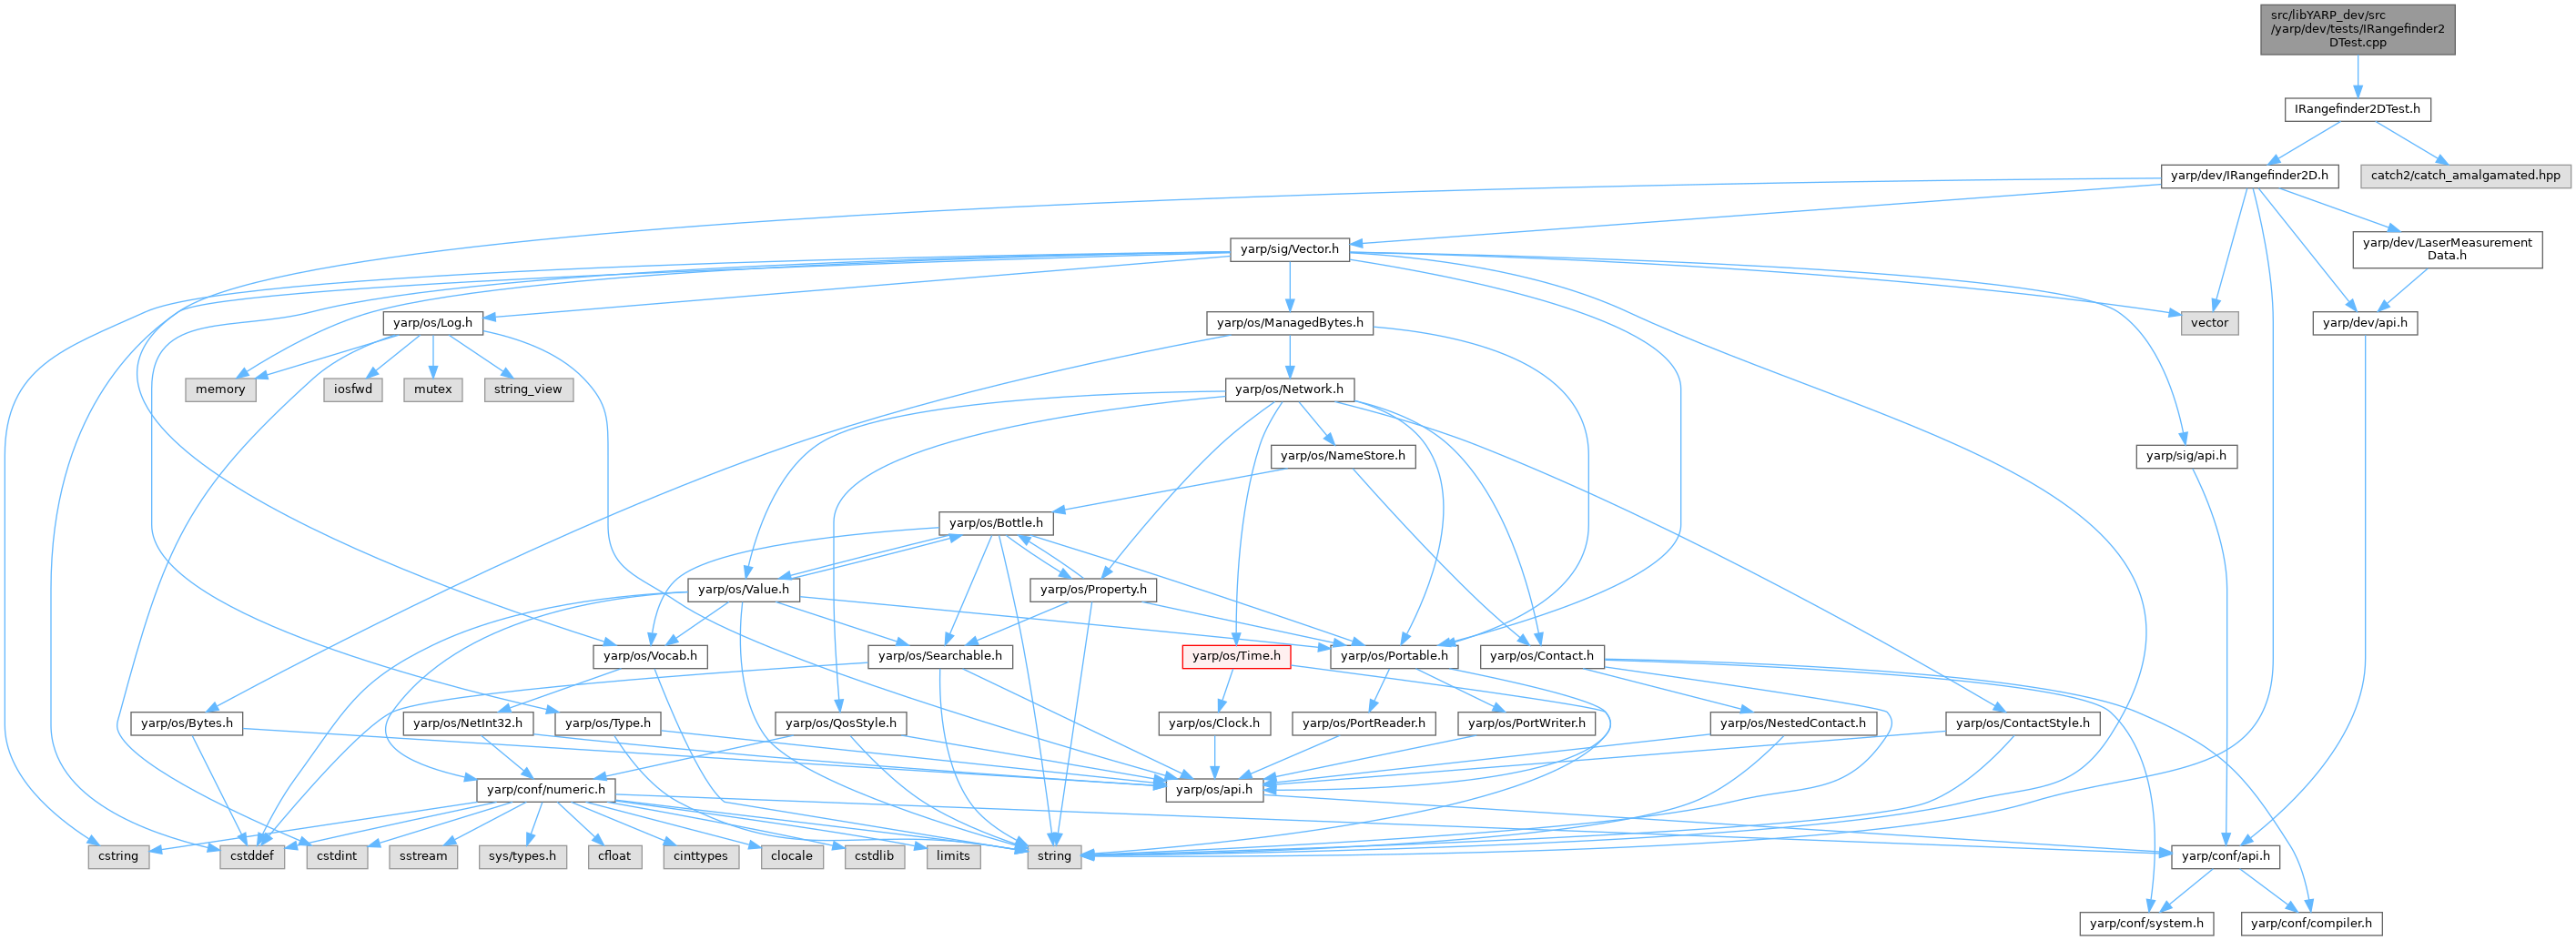 src/libYARP_dev/src
/yarp/dev/tests/IRangefinder2
DTest.cpp
IRangefinder2DTest.h
yarp/dev/IRangefinder2D.h
catch2/catch_amalgamated.hpp
yarp/sig/Vector.h
yarp/dev/LaserMeasurement
Data.h
yarp/os/Log.h
yarp/os/ManagedBytes.h
vector
yarp/dev/api.h
memory
iosfwd
mutex
string_view
yarp/os/Network.h
yarp/os/NameStore.h
yarp/sig/api.h
yarp/os/Bottle.h
yarp/os/Value.h
yarp/os/Property.h
yarp/os/Vocab.h
yarp/os/Searchable.h
yarp/os/Time.h
yarp/os/Portable.h
yarp/os/Contact.h
yarp/os/Bytes.h
yarp/os/NetInt32.h
yarp/os/Type.h
yarp/os/QosStyle.h
yarp/os/Clock.h
yarp/os/PortReader.h
yarp/os/PortWriter.h
yarp/os/NestedContact.h
yarp/os/ContactStyle.h
yarp/conf/numeric.h
yarp/os/api.h
cstring
cstddef
cstdint
sstream
sys/types.h
cfloat
cinttypes
clocale
cstdlib
limits
string
yarp/conf/api.h
yarp/conf/system.h
yarp/conf/compiler.h